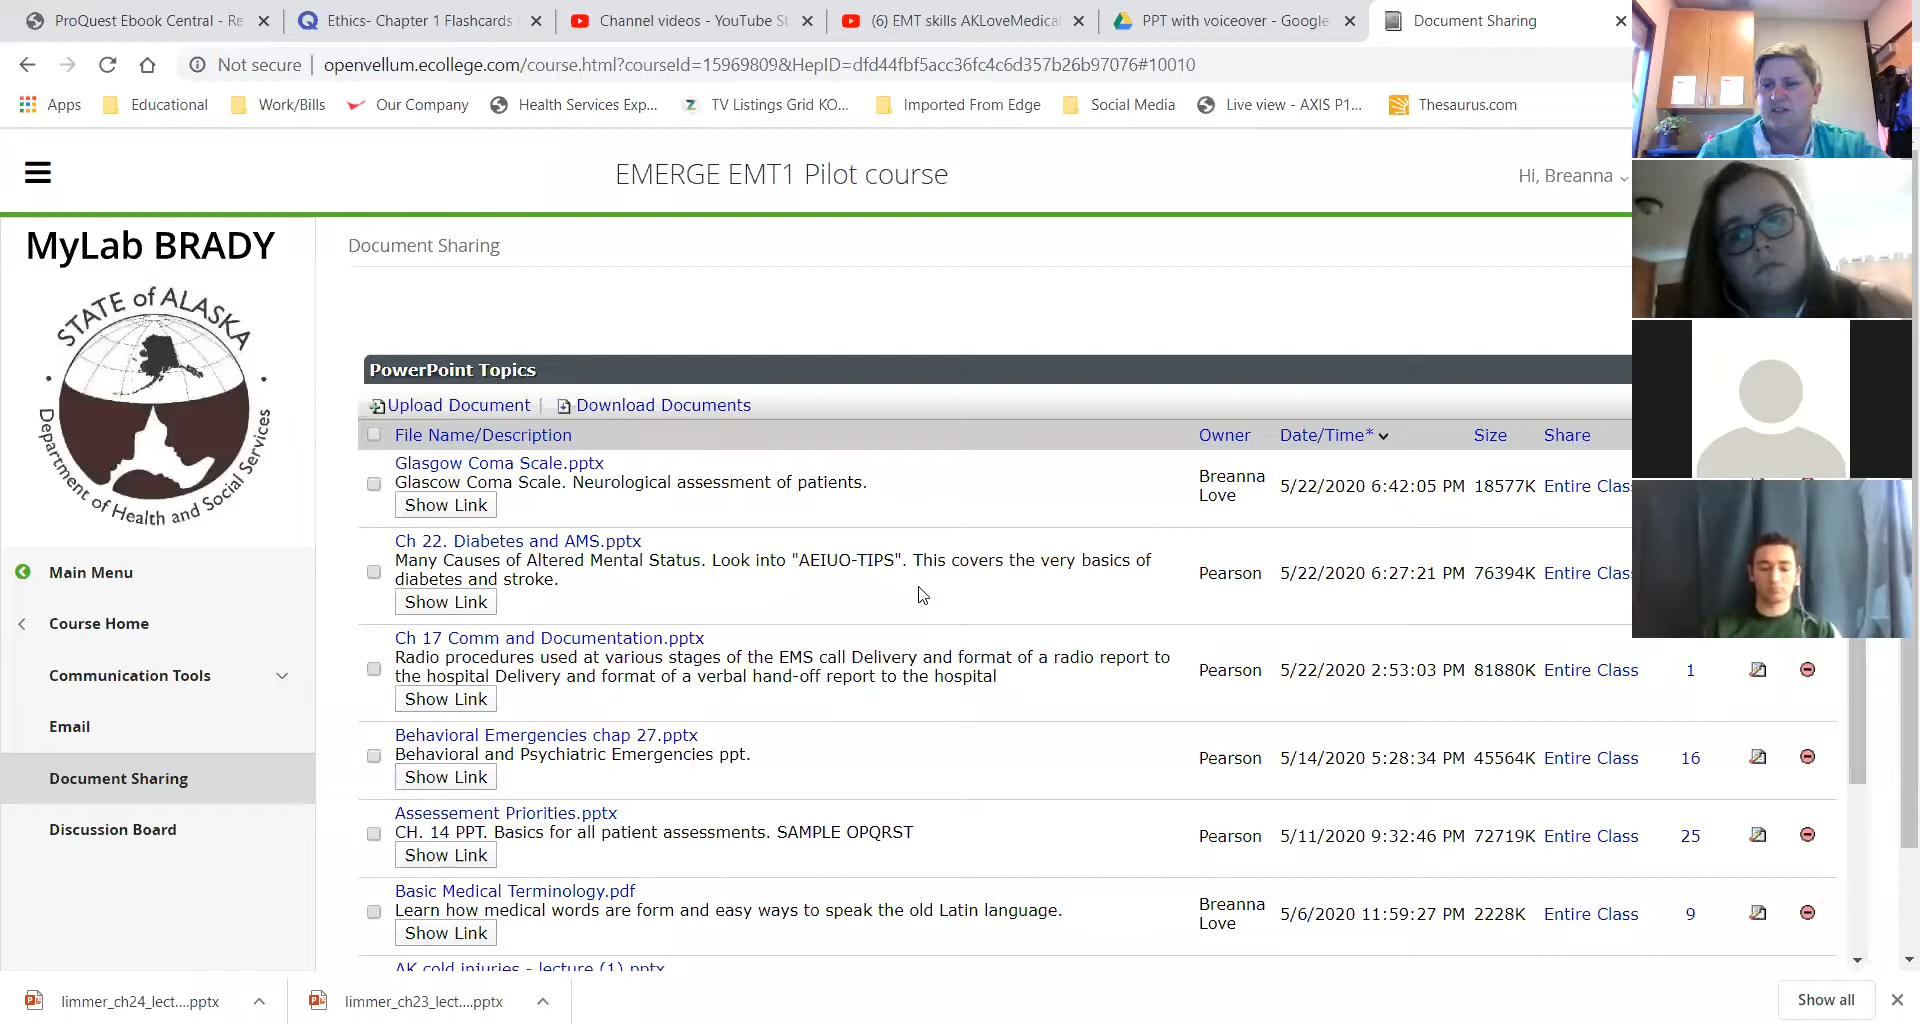 ProQuest Ebook Central - Re
Ethics- Chapter 1 Flashcards
Channel videos - YouTube St
(6) EMT skills AKLoveMedical
PPT with voiceover - Google
Document Sharing
Not secure | openvellum.ecollege.com/course.html?courseId=15969809&HepID=dfd44fbf5acc36fc4c6d357b26b97076#10010
Apps Educational Work/Bills Our Company Health Services Exp... TV Listings Grid KO... Imported From Edge Social Media Live view - AXIS P1... Thesaurus.com
EMERGE EMT1 Pilot course
Hi, Breanna
MyLab BRADY
STATE of ALASKA
Department of Health and Social Services
Main Menu
Course Home
Communication Tools
Email
Document Sharing
Discussion Board
Document Sharing
PowerPoint Topics
Upload Document | Download Documents
File Name/Description Owner Date/Time* Size Share
Glasgow Coma Scale.pptx
Glascow Coma Scale. Neurological assessment of patients.
Show Link
Breanna Love 5/22/2020 6:42:05 PM 18577K Entire Class
Ch 22. Diabetes and AMS.pptx
Many Causes of Altered Mental Status. Look into "AEIUO-TIPS". This covers the very basics of
diabetes and stroke.
Show Link
Pearson 5/22/2020 6:27:21 PM 76394K Entire Class
Ch 17 Comm and Documentation.pptx
Radio procedures used at various stages of the EMS call Delivery and format of a radio report to
the hospital Delivery and format of a verbal hand-off report to the hospital
Show Link
Pearson 5/22/2020 2:53:03 PM 81880K Entire Class 1
Behavioral Emergencies chap 27.pptx
Behavioral and Psychiatric Emergencies ppt.
Show Link
Pearson 5/14/2020 5:28:34 PM 45564K Entire Class 16
Assessement Priorities.pptx
CH. 14 PPT. Basics for all patient assessments. SAMPLE OPQRST
Show Link
Pearson 5/11/2020 9:32:46 PM 72719K Entire Class 25
Basic Medical Terminology.pdf
Learn how medical words are form and easy ways to speak the old Latin language.
Show Link
Breanna Love 5/6/2020 11:59:27 PM 2228K Entire Class 9
AK cold injuries - lecture (1).pptx
limmer_ch24_lect....pptx
limmer_ch23_lect....pptx
Show all